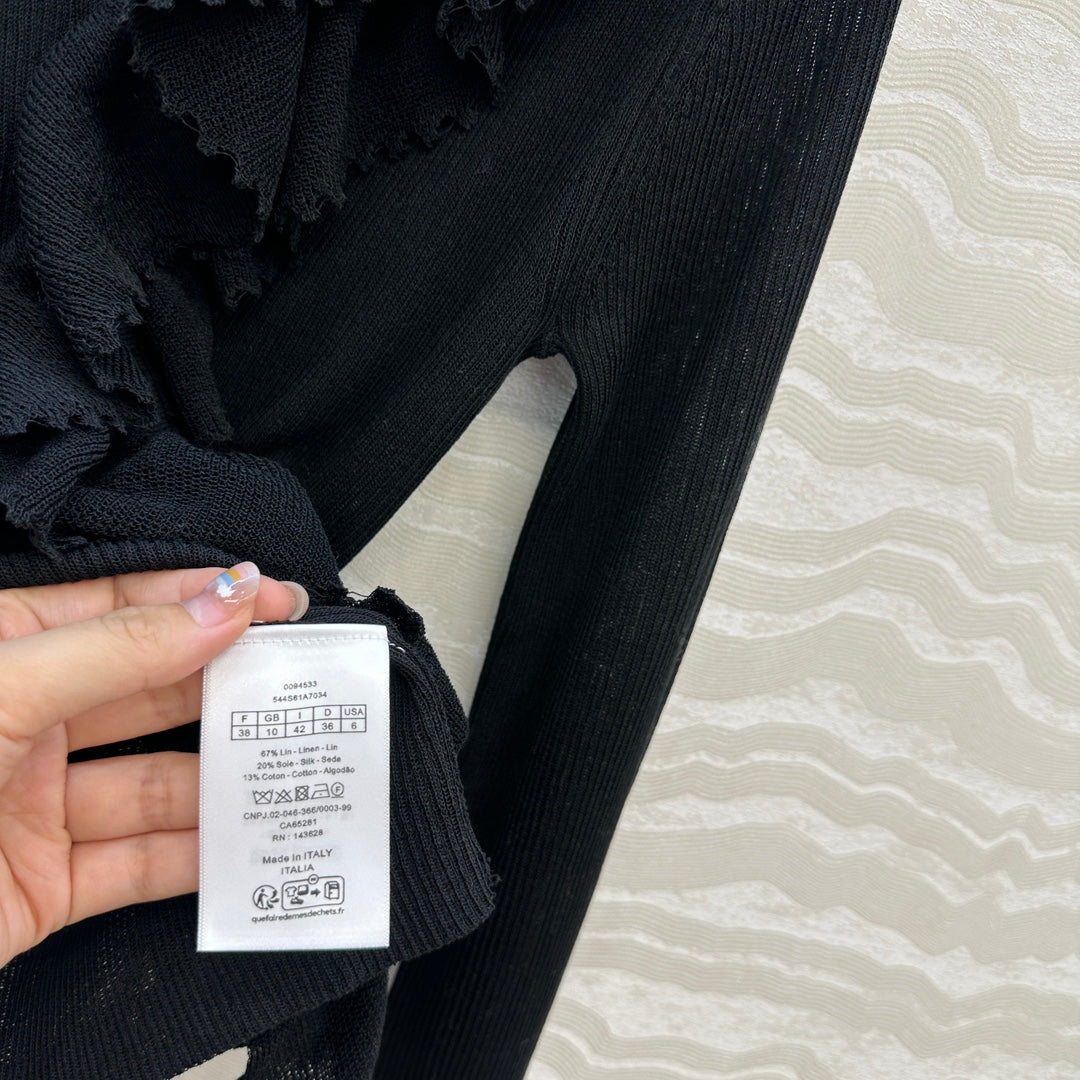 0094533
544S61A7034
F GB I D USA
38 10 42 36 6
67% Lin - Linen - Lin
20% Soie - Silk - Seda
13% Coton - Cotton - Algodão
F
CNPJ.02-046-366/0003-99
CA65281
RN : 143628
Made in ITALY
ITALIA
quefairedemesdechets.fr